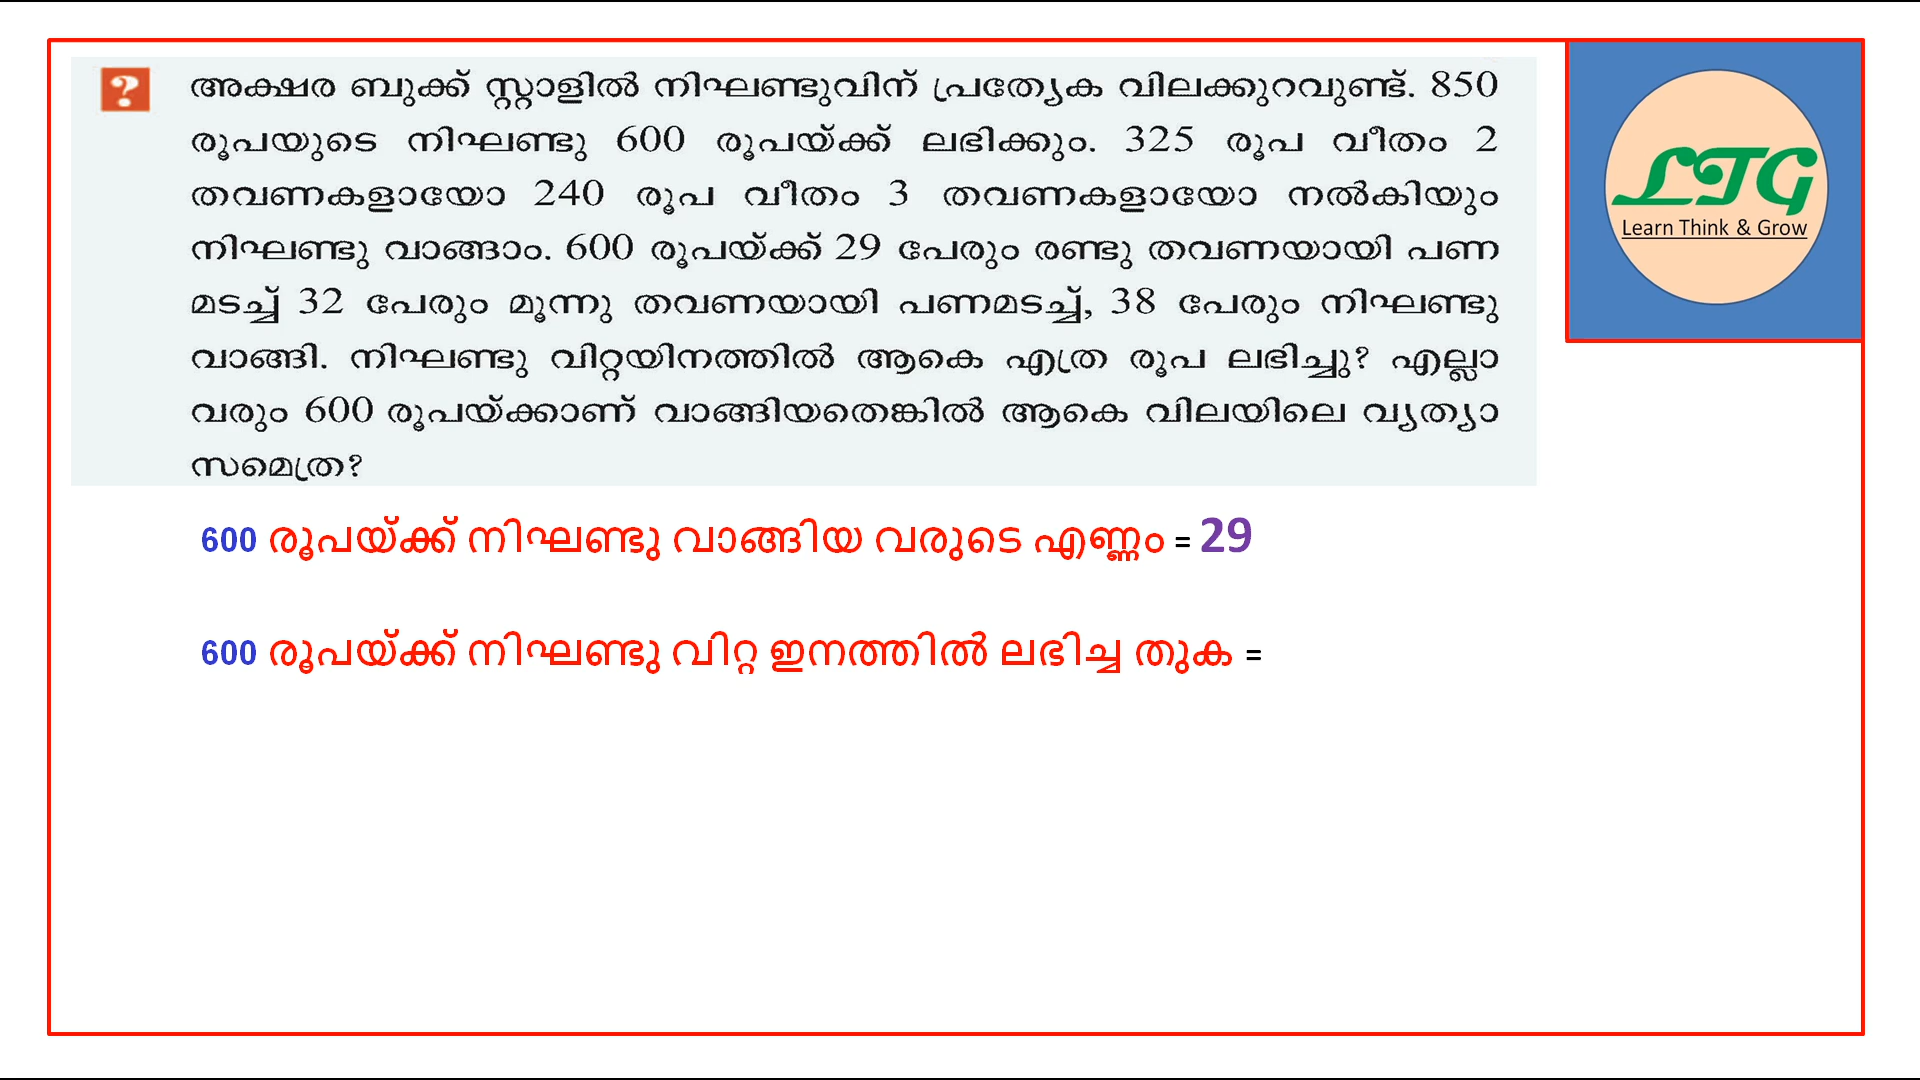 അക്ഷര ബുക്ക് സ്റ്റാളിൽ നിഘണ്ടുവിന് പ്രത്യേക വിലക്കുറവുണ്ട്. 850
രൂപയുടെ നിഘണ്ടു 600 രൂപയ്ക്ക് ലഭിക്കും. 325 രൂപ വീതം 2
തവണകളായോ 240 രൂപ വീതം 3 തവണകളായോ നൽകിയും
നിഘണ്ടു വാങ്ങാം. 600 രൂപയ്ക്ക് 29 പേരും രണ്ടു തവണയായി പണ
മടച്ച് 32 പേരും മൂന്നു തവണയായി പണമടച്ച്, 38 പേരും നിഘണ്ടു
വാങ്ങി. നിഘണ്ടു വിറ്റയിനത്തിൽ ആകെ എത്ര രൂപ ലഭിച്ചു? എല്ലാ
വരും 600 രൂപയ്ക്കാണ് വാങ്ങിയതെങ്കിൽ ആകെ വിലയിലെ വ്യത്യാ
സമെത്ര?
LTG
Learn Think & Grow
600 രൂപയ്ക്ക് നിഘണ്ടു വാങ്ങിയ വരുടെ എണ്ണം = 29
600 രൂപയ്ക്ക് നിഘണ്ടു വിറ്റ ഇനത്തിൽ ലഭിച്ച തുക =